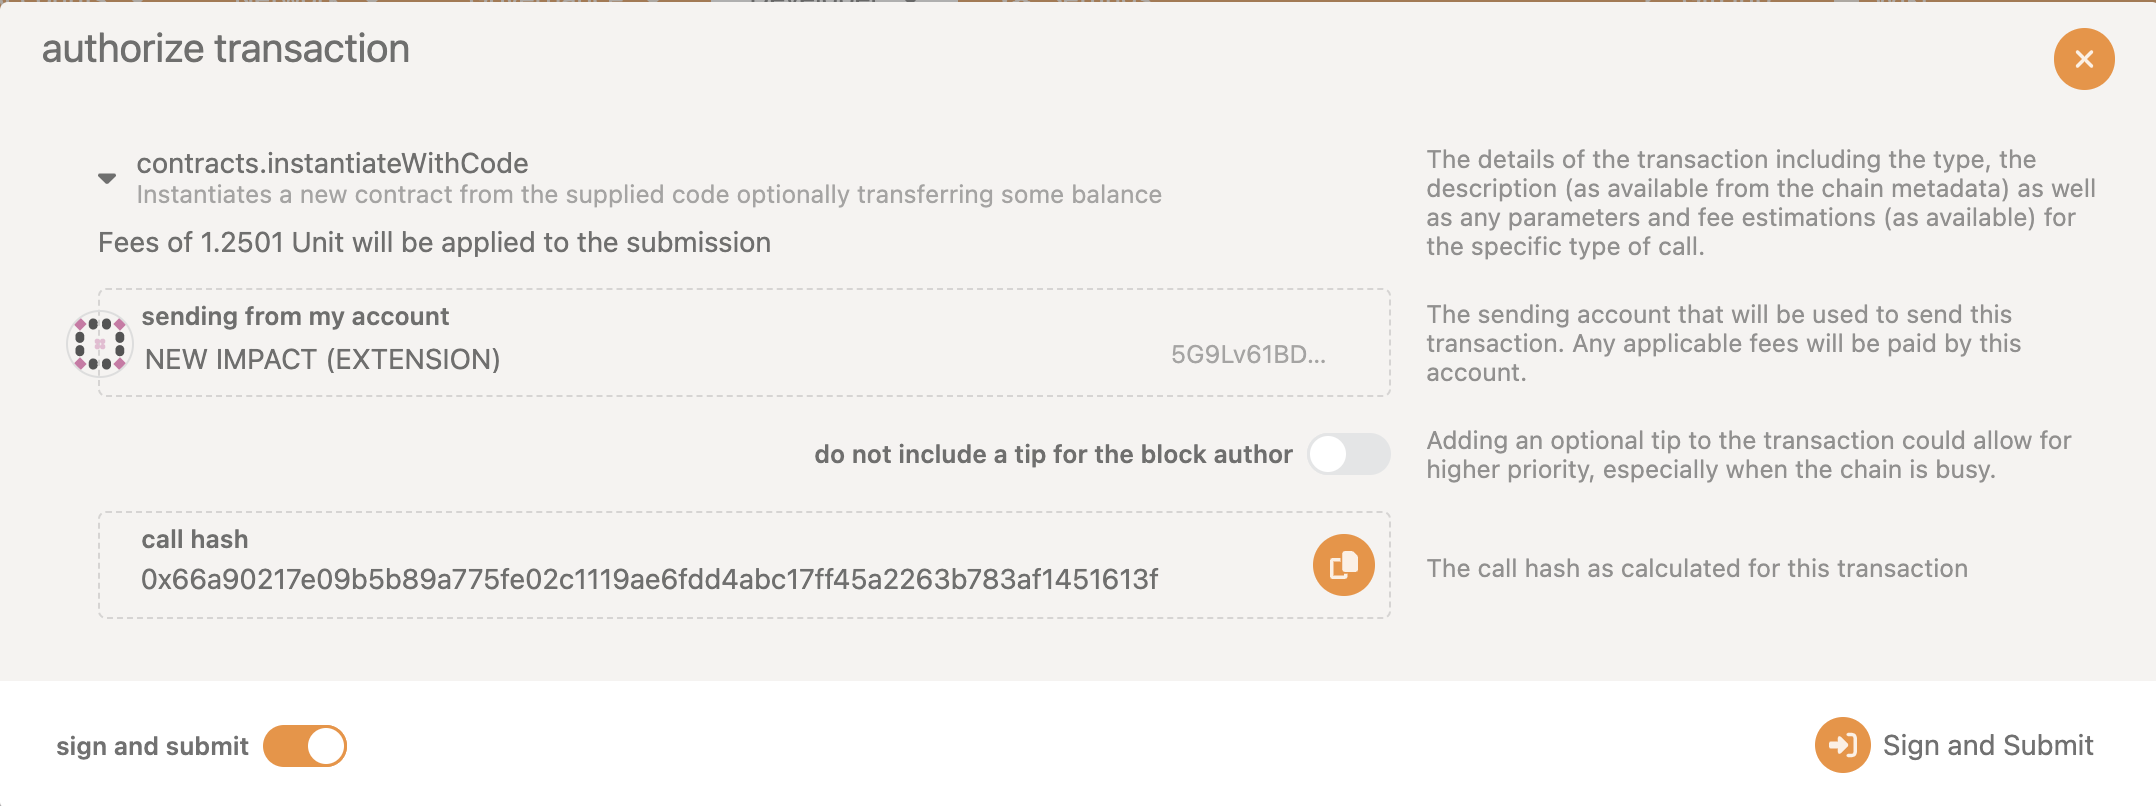 authorize transaction
contracts.instantiateWithCode
Instantiates a new contract from the supplied code optionally transferring some balance
Fees of 1.2501 Unit will be applied to the submission
The details of the transaction including the type, the
description (as available from the chain metadata) as well
as any parameters and fee estimations (as available) for
the specific type of call.
sending from my account
NEW IMPACT (EXTENSION)
5G9Lv61BD...
The sending account that will be used to send this
transaction. Any applicable fees will be paid by this
account.
do not include a tip for the block author
Adding an optional tip to the transaction could allow for
higher priority, especially when the chain is busy.
call hash
0x66a90217e09b5b89a775fe02c1119ae6fdd4abc17ff45a2263b783af1451613f
The call hash as calculated for this transaction
sign and submit
Sign and Submit